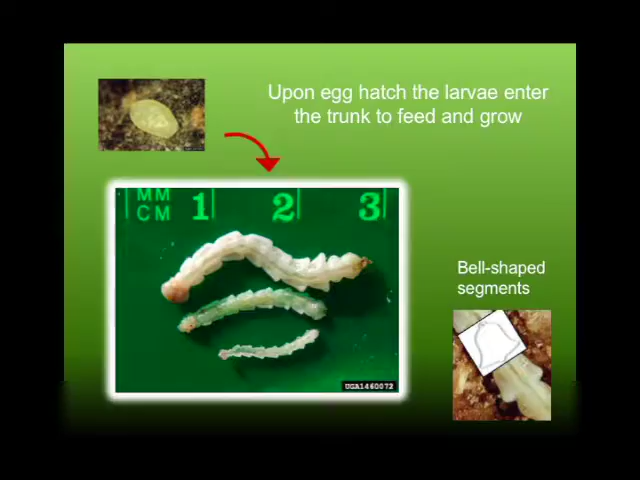 Upon egg hatch the larvae enter
the trunk to feed and grow
MM
CM 1 2 3
Bell-shaped
segments
UGA1460072